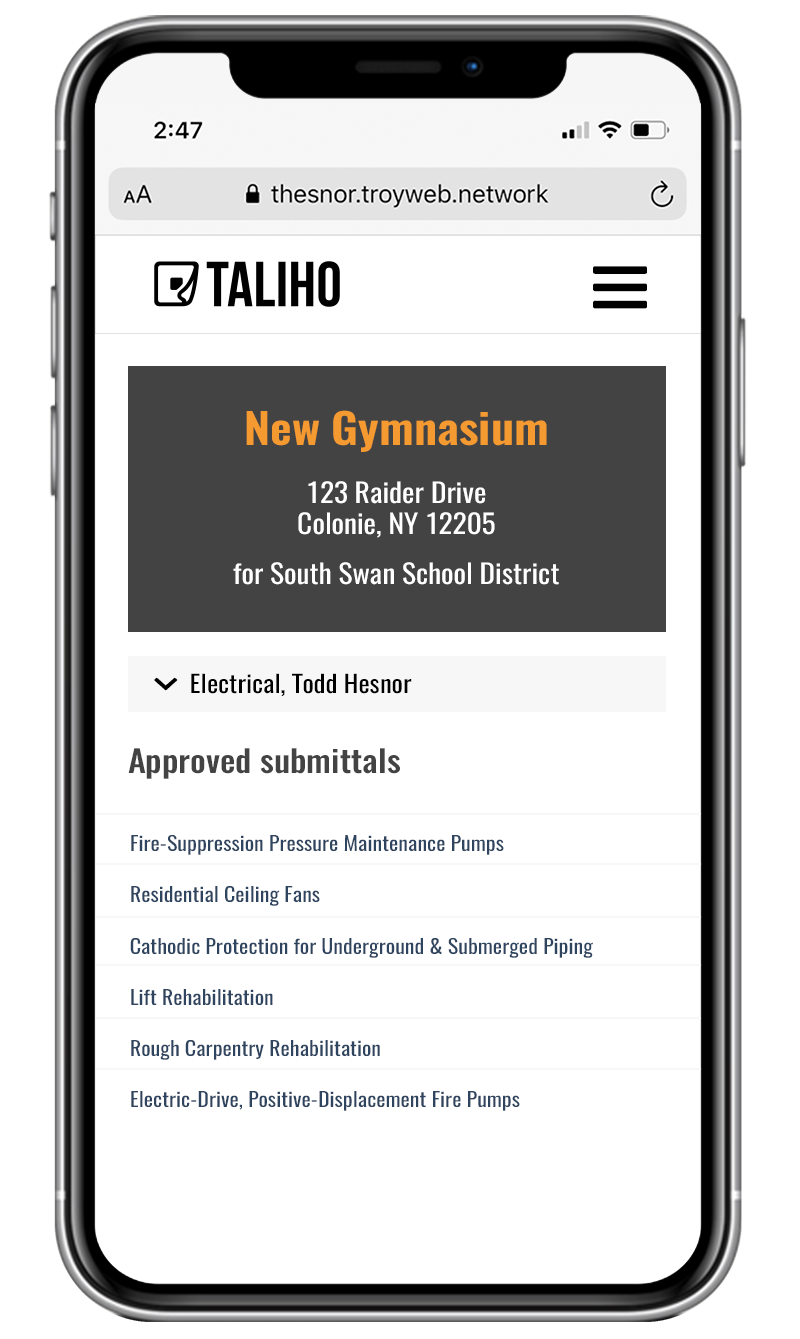 2:47
AA thesnor.troyweb.network
TALIHO
New Gymnasium
123 Raider Drive
Colonie, NY 12205
for South Swan School District
Electrical, Todd Hesnor
Approved submittals
Fire-Suppression Pressure Maintenance Pumps
Residential Ceiling Fans
Cathodic Protection for Underground & Submerged Piping
Lift Rehabilitation
Rough Carpentry Rehabilitation
Electric-Drive, Positive-Displacement Fire Pumps